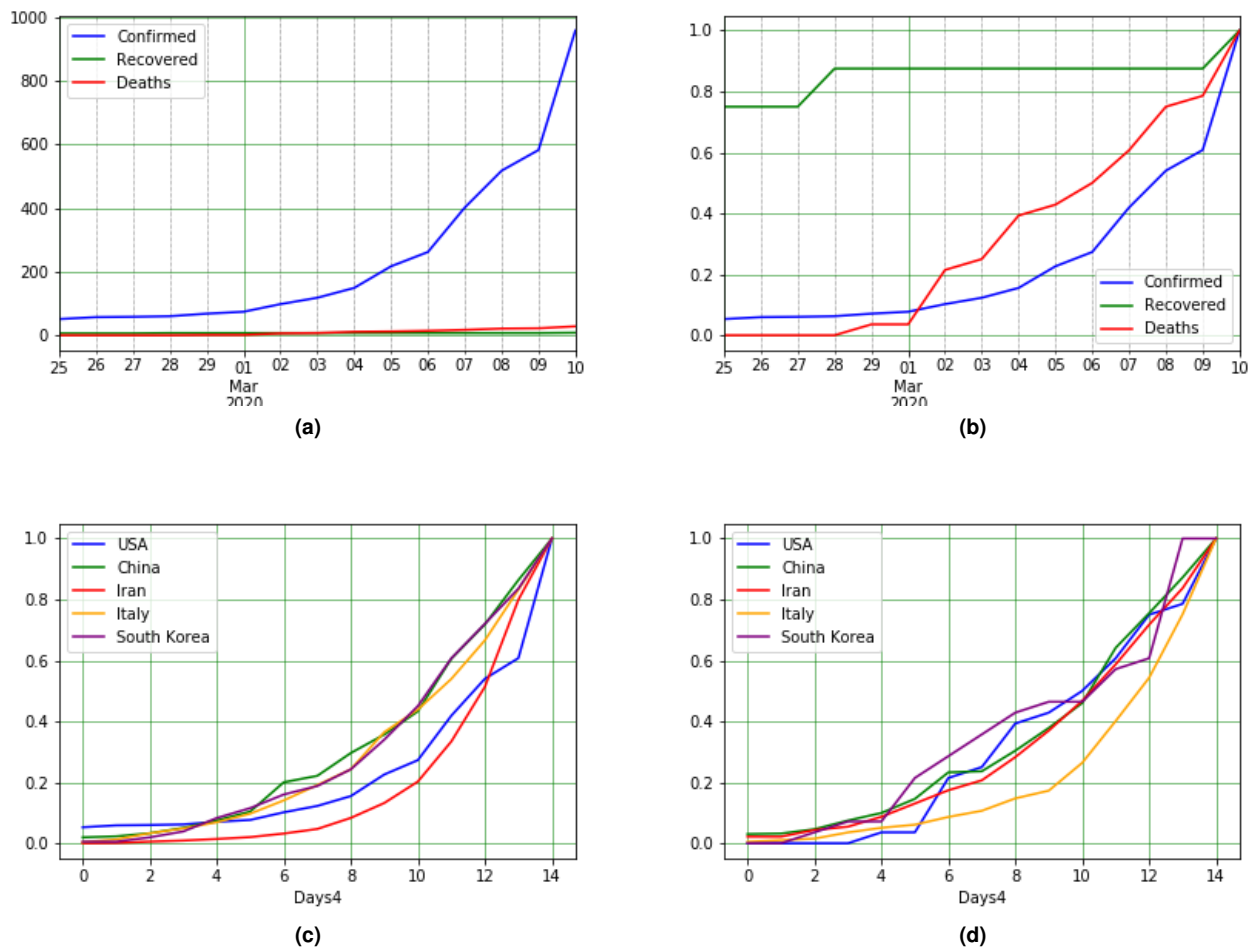 1000
800
600
400
200
0
Confirmed
Recovered
Deaths
25 26 27 28 29 01 02 03 04 05 06 07 08 09 10
Mar
2020
(a)
1.0
0.8
0.6
0.4
0.2
0.0
Confirmed
Recovered
Deaths
25 26 27 28 29 01 02 03 04 05 06 07 08 09 10
Mar
2020
(b)
1.0
0.8
0.6
0.4
0.2
0.0
USA
China
Iran
Italy
South Korea
0 2 4 6 8 10 12 14
Days4
(c)
1.0
0.8
0.6
0.4
0.2
0.0
USA
China
Iran
Italy
South Korea
0 2 4 6 8 10 12 14
Days4
(d)